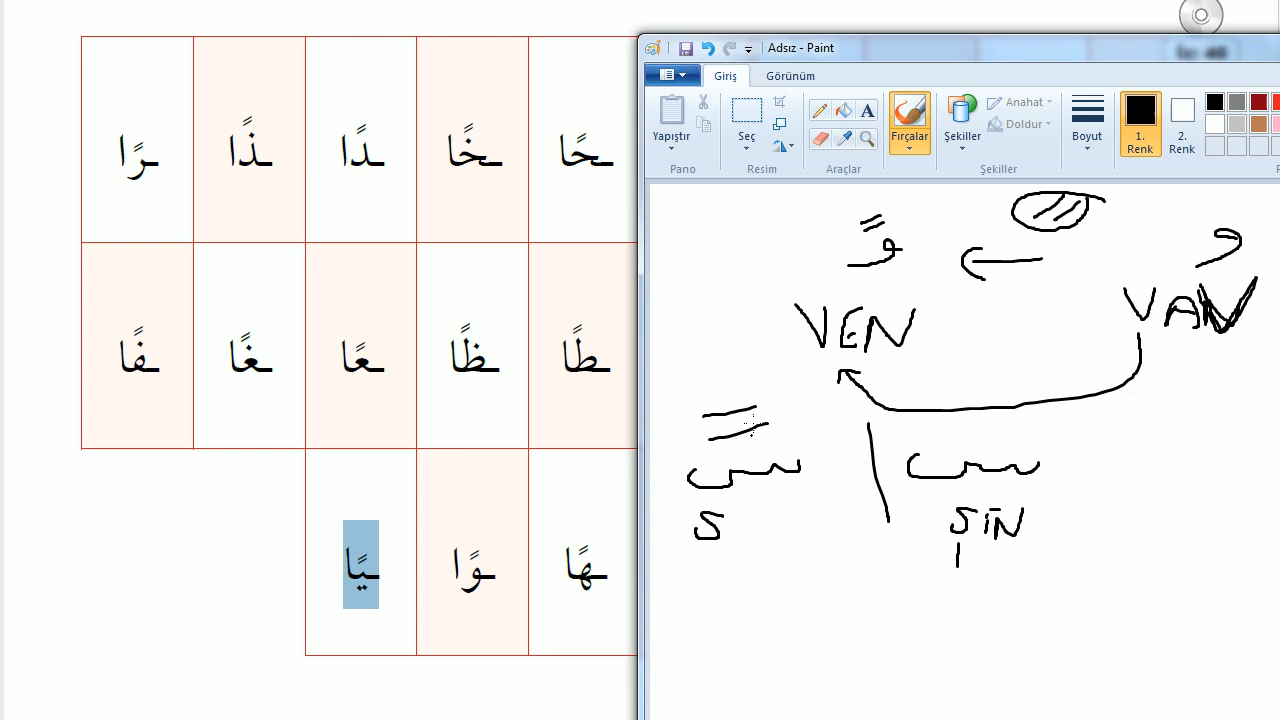 Adsız - Paint
Giriş Görünüm
Yapıştır Seç Fırçalar Şekiller Anahat Doldur Boyut 1. Renk 2. Renk
Pano Resim Araçlar Şekiller
ـحًا ـخًا ـدًا ـذًا ـرًا
ـطًا ـظًا ـعًا ـغًا ـفًا
ـهًا ـوًا ـيًا
و ـً و
VEN VAV
س س
S SİN